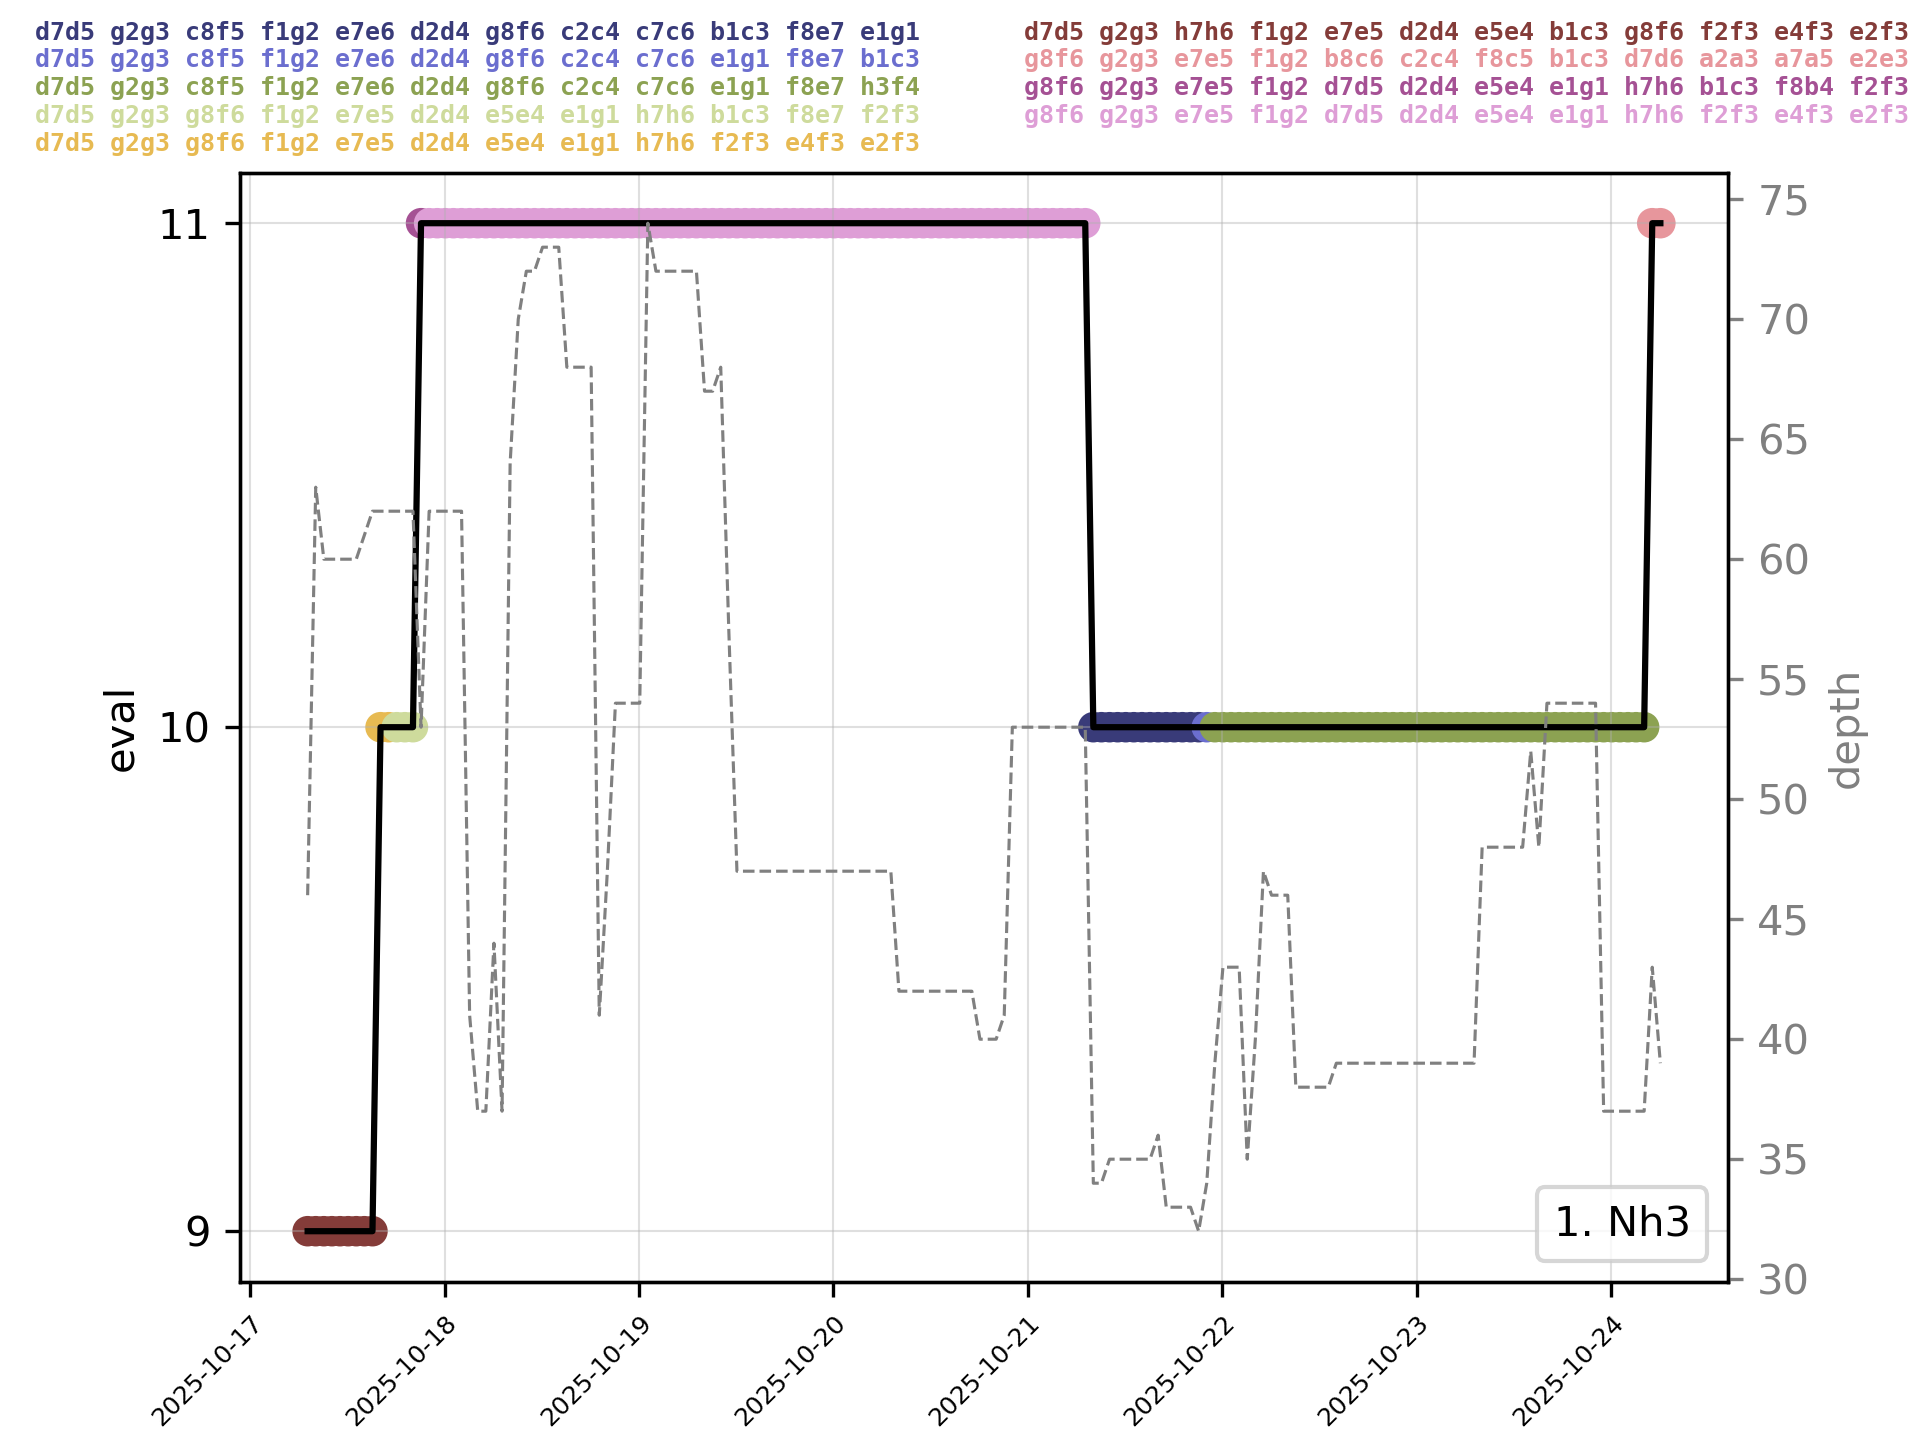 d7d5 g2g3 c8f5 f1g2 e7e6 d2d4 g8f6 c2c4 c7c6 b1c3 f8e7 e1g1
d7d5 g2g3 c8f5 f1g2 e7e6 d2d4 g8f6 c2c4 c7c6 e1g1 f8e7 b1c3
d7d5 g2g3 c8f5 f1g2 e7e6 d2d4 g8f6 c2c4 c7c6 e1g1 f8e7 h3f4
d7d5 g2g3 g8f6 f1g2 e7e5 d2d4 e5e4 e1g1 h7h6 b1c3 f8e7 f2f3
d7d5 g2g3 g8f6 f1g2 e7e5 d2d4 e5e4 e1g1 h7h6 f2f3 e4f3 e2f3
d7d5 g2g3 h7h6 f1g2 e7e5 d2d4 e5e4 b1c3 g8f6 f2f3 e4f3 e2f3
g8f6 g2g3 e7e5 f1g2 b8c6 c2c4 f8c5 b1c3 d7d6 a2a3 a7a5 e2e3
g8f6 g2g3 e7e5 f1g2 d7d5 d2d4 e5e4 e1g1 h7h6 b1c3 f8b4 f2f3
g8f6 g2g3 e7e5 f1g2 d7d5 d2d4 e5e4 e1g1 h7h6 f2f3 e4f3 e2f3
11
10
9
eval
75
70
65
60
55
50
45
40
35
30
depth
1. Nh3
2025-10-17
2025-10-18
2025-10-19
2025-10-20
2025-10-21
2025-10-22
2025-10-23
2025-10-24